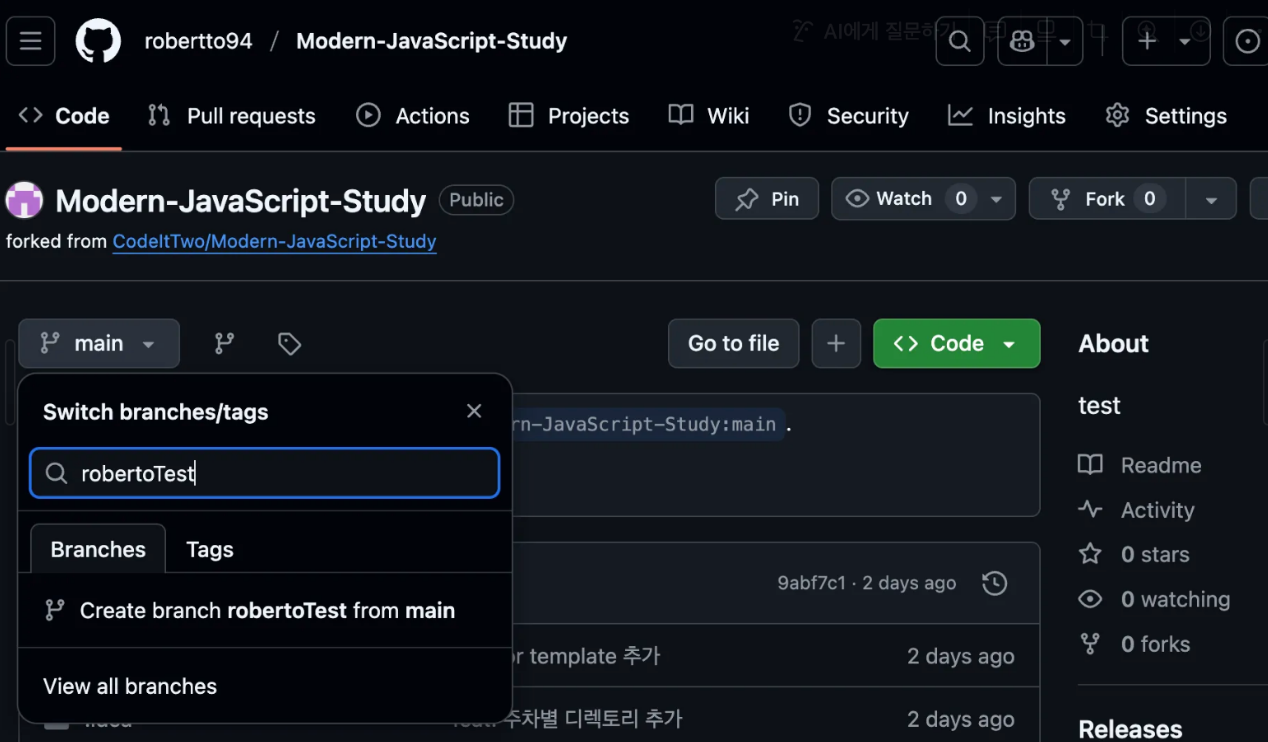 robertto94 / Modern-JavaScript-Study
AI에게 질문하기
Code Pull requests Actions Projects Wiki Security Insights Settings
Modern-JavaScript-Study Public
Pin Watch 0 Fork 0
forked from CodeItTwo/Modern-JavaScript-Study
main Go to file Code About
Switch branches/tags
rn-JavaScript-Study:main .
test
robertoTest
Readme
Activity
Branches Tags
0 stars
9abf7c1 · 2 days ago
0 watching
Create branch robertoTest from main
0 forks
or template 추가 2 days ago
View all branches
주차별 디렉토리 추가 2 days ago
Releases